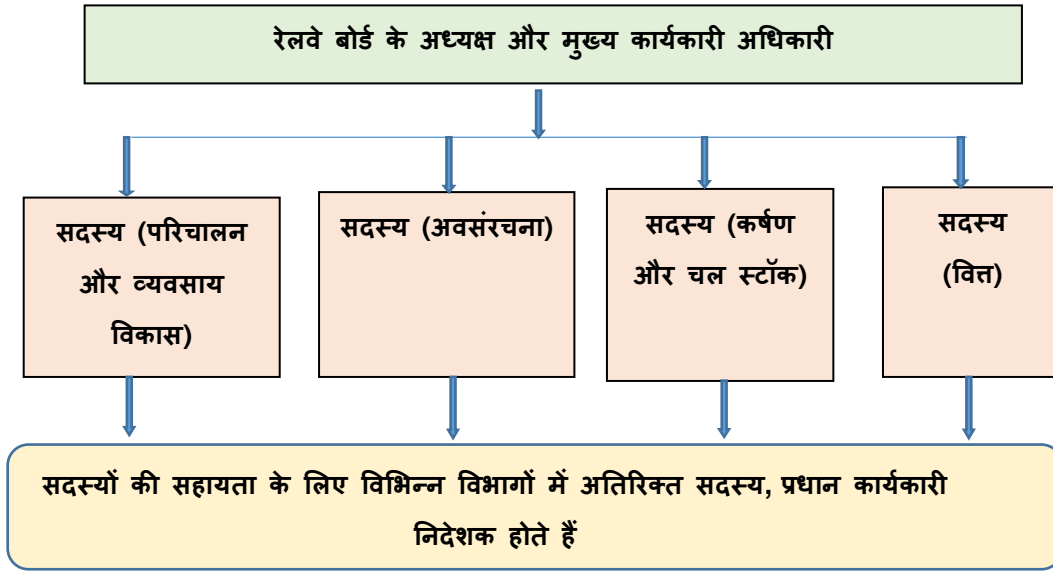 रेलवे बोर्ड के अध्यक्ष और मुख्य कार्यकारी अधिकारी
सदस्य (परिचालन
और व्यवसाय
विकास)
सदस्य (अवसंरचना)
सदस्य (कर्षण
और चल स्टॉक)
सदस्य
(वित्त)
सदस्यों की सहायता के लिए विभिन्न विभागों में अतिरिक्त सदस्य, प्रधान कार्यकारी
निदेशक होते हैं